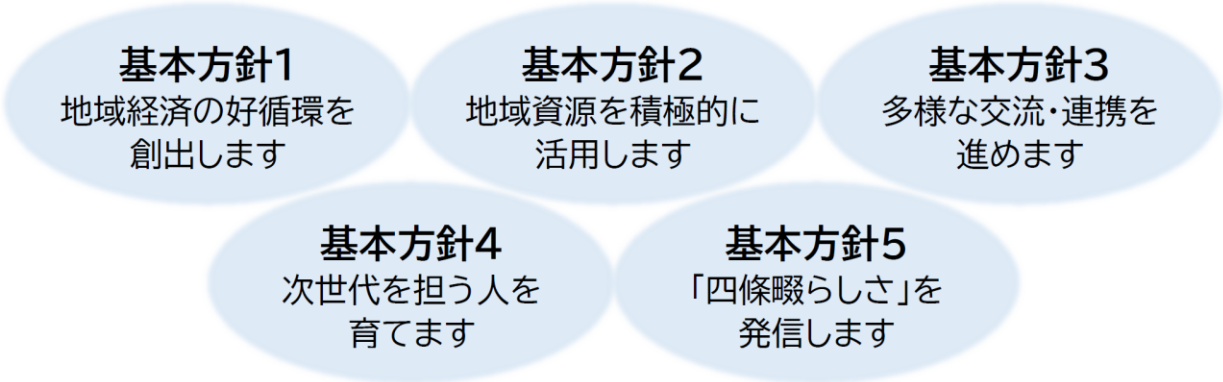 基本方針1
地域経済の好循環を
創出します
基本方針2
地域資源を積極的に
活用します
基本方針3
多様な交流・連携を
進めます
基本方針4
次世代を担う人を
育てます
基本方針5
「四條畷らしさ」を
発信します